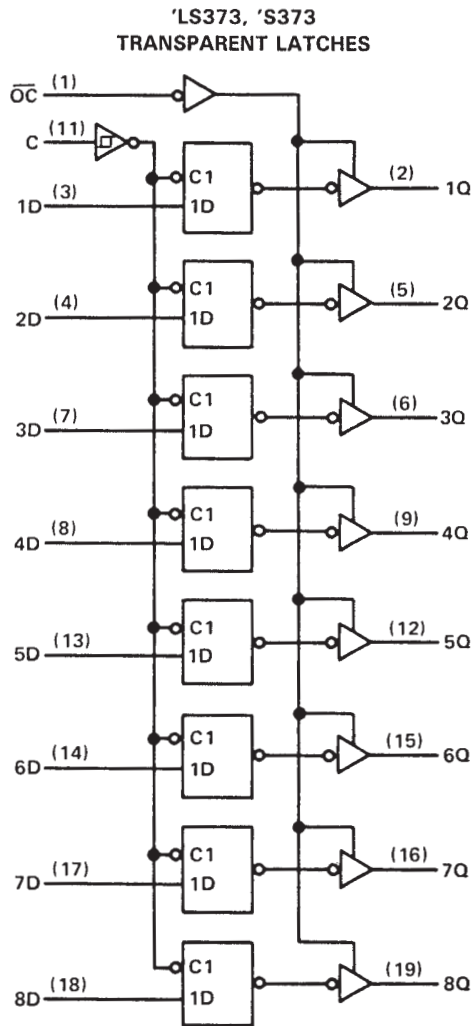 'LS373, 'S373
TRANSPARENT LATCHES
OC (1)
C (11)
C1
1D (3) 1D (2) 1Q
C1
2D (4) 1D (5) 2Q
C1
3D (7) 1D (6) 3Q
C1
4D (8) 1D (9) 4Q
C1
5D (13) 1D (12) 5Q
C1
6D (14) 1D (15) 6Q
C1
7D (17) 1D (16) 7Q
C1
8D (18) 1D (19) 8Q